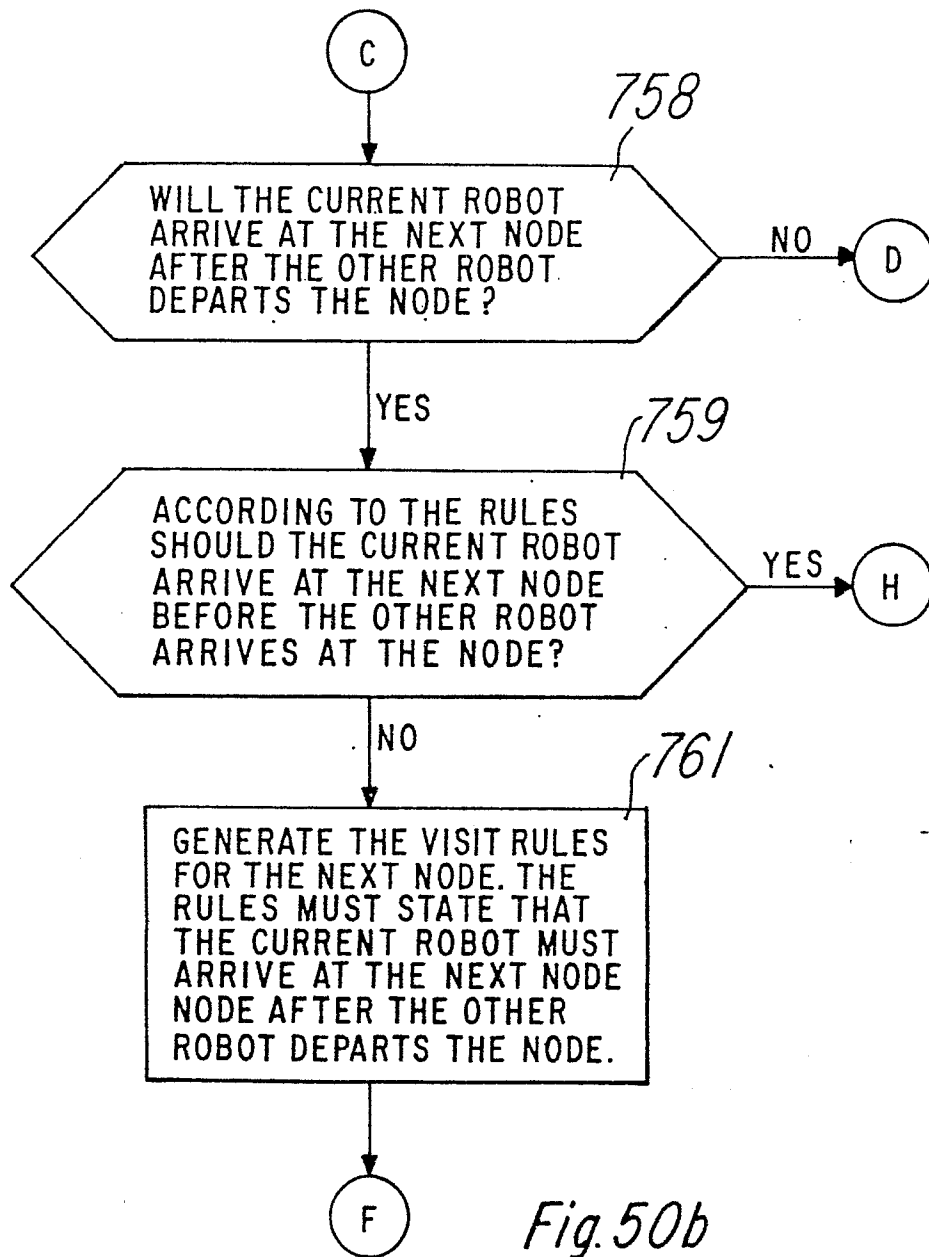 C
758
WILL THE CURRENT ROBOT
ARRIVE AT THE NEXT NODE
AFTER THE OTHER ROBOT
DEPARTS THE NODE?
NO
D
YES
759
ACCORDING TO THE RULES
SHOULD THE CURRENT ROBOT
ARRIVE AT THE NEXT NODE
BEFORE THE OTHER ROBOT
ARRIVES AT THE NODE?
YES
H
NO
761
GENERATE THE VISIT RULES
FOR THE NEXT NODE. THE
RULES MUST STATE THAT
THE CURRENT ROBOT MUST
ARRIVE AT THE NEXT NODE
NODE AFTER THE OTHER
ROBOT DEPARTS THE NODE.
F
Fig. 50b